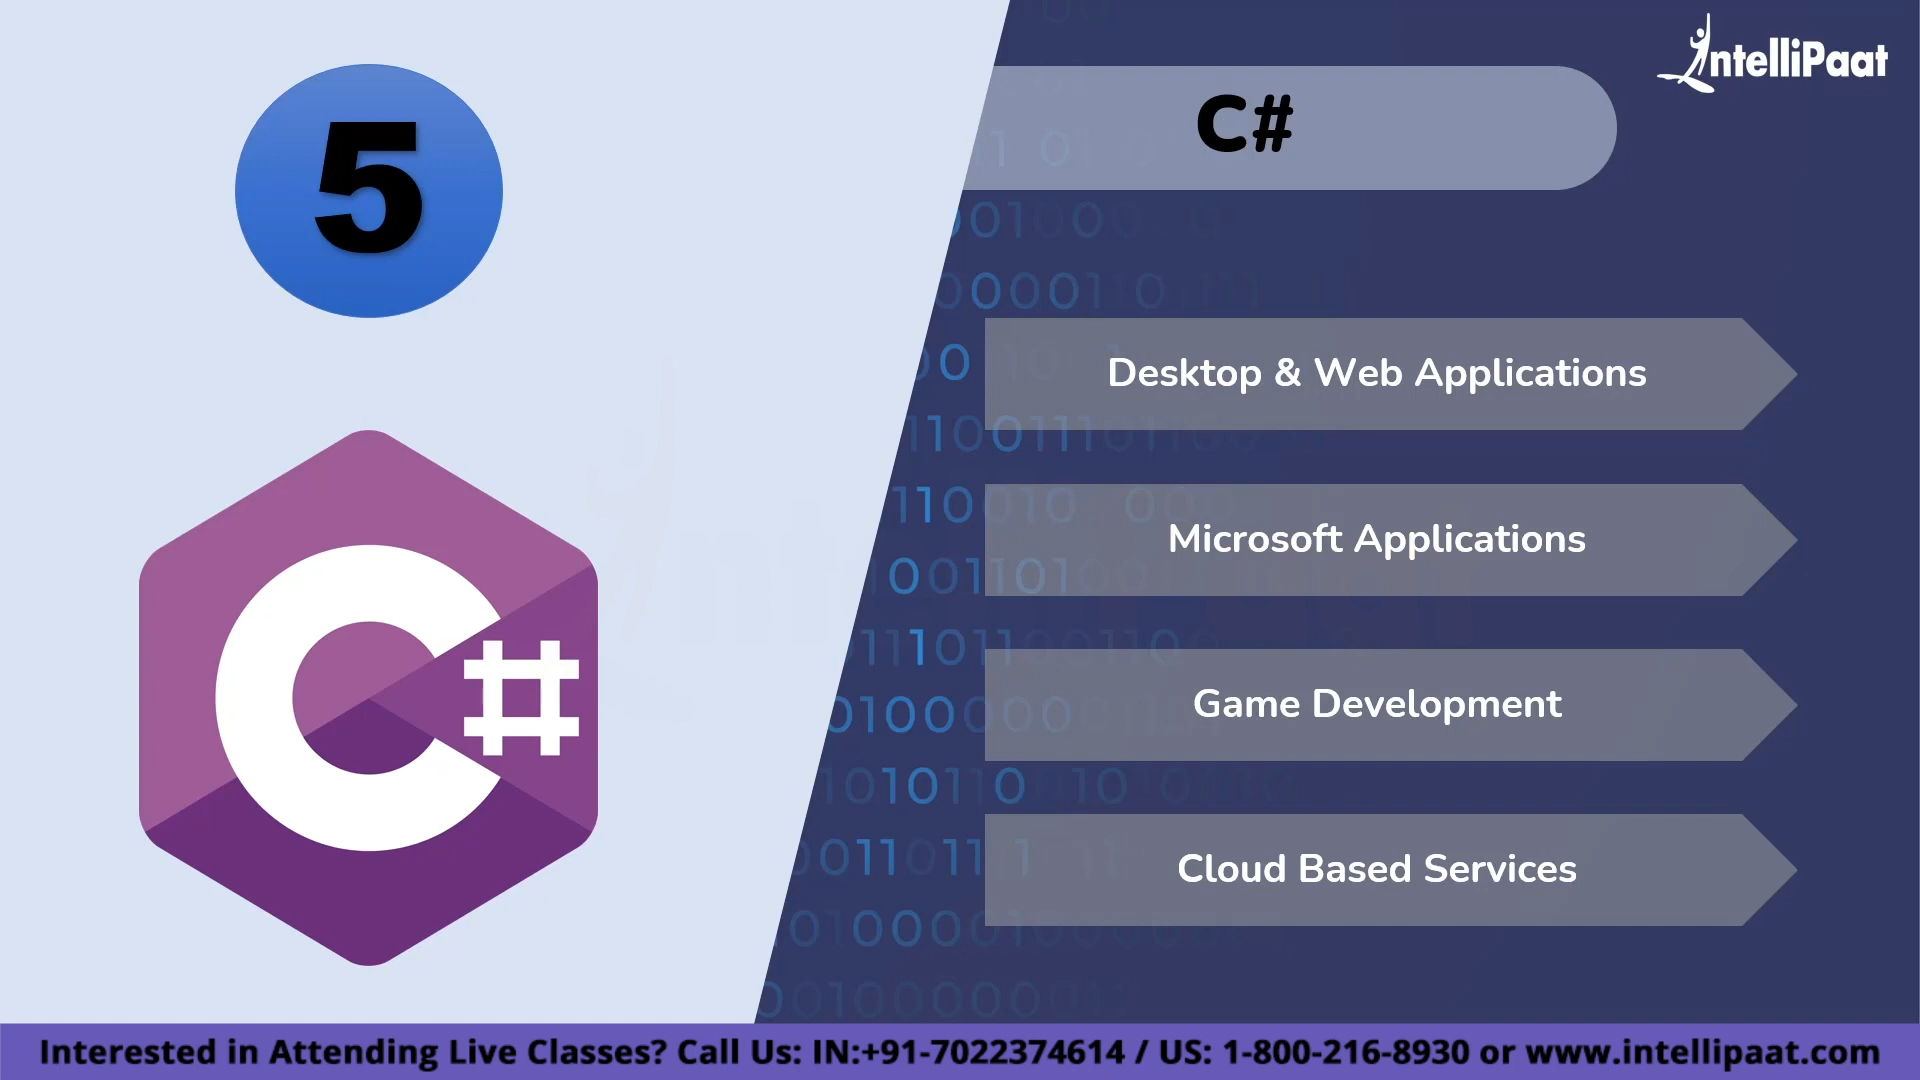 5
C#
IntelliPaat
C#
Desktop & Web Applications
Microsoft Applications
Game Development
Cloud Based Services
Interested in Attending Live Classes? Call Us: IN:+91-7022374614 / US: 1-800-216-8930 or www.intellipaat.com